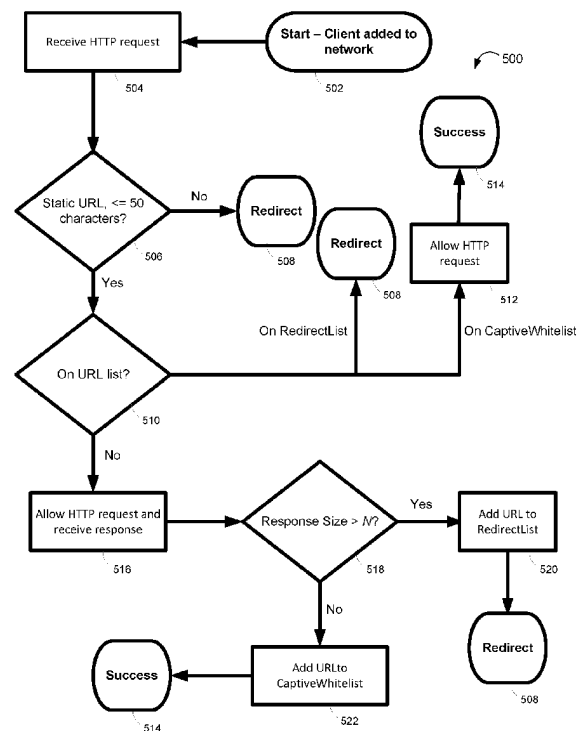 Receive HTTP request
504
Start – Client added to
network
502
500
Success
514
Static URL, <= 50
characters?
506
No
Redirect
508
Redirect
508
Allow HTTP
request
512
Yes
On RedirectList
On CaptiveWhitelist
On URL list?
510
No
Allow HTTP request and
receive response
516
Response Size > N?
518
Yes
Add URL to
RedirectList
520
No
Redirect
508
Success
514
Add URLto
CaptiveWhitelist
522